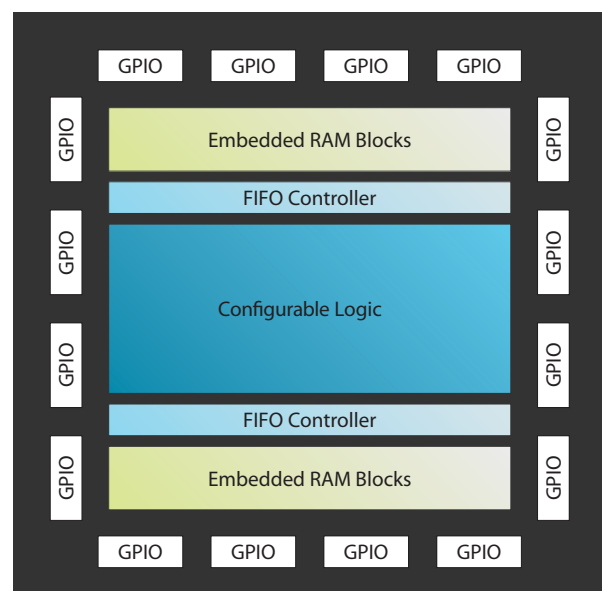 GPIO GPIO GPIO GPIO
GPIO
Embedded RAM Blocks
GPIO
FIFO Controller
GPIO
Configurable Logic
GPIO
GPIO
GPIO
FIFO Controller
GPIO
Embedded RAM Blocks
GPIO
GPIO GPIO GPIO GPIO